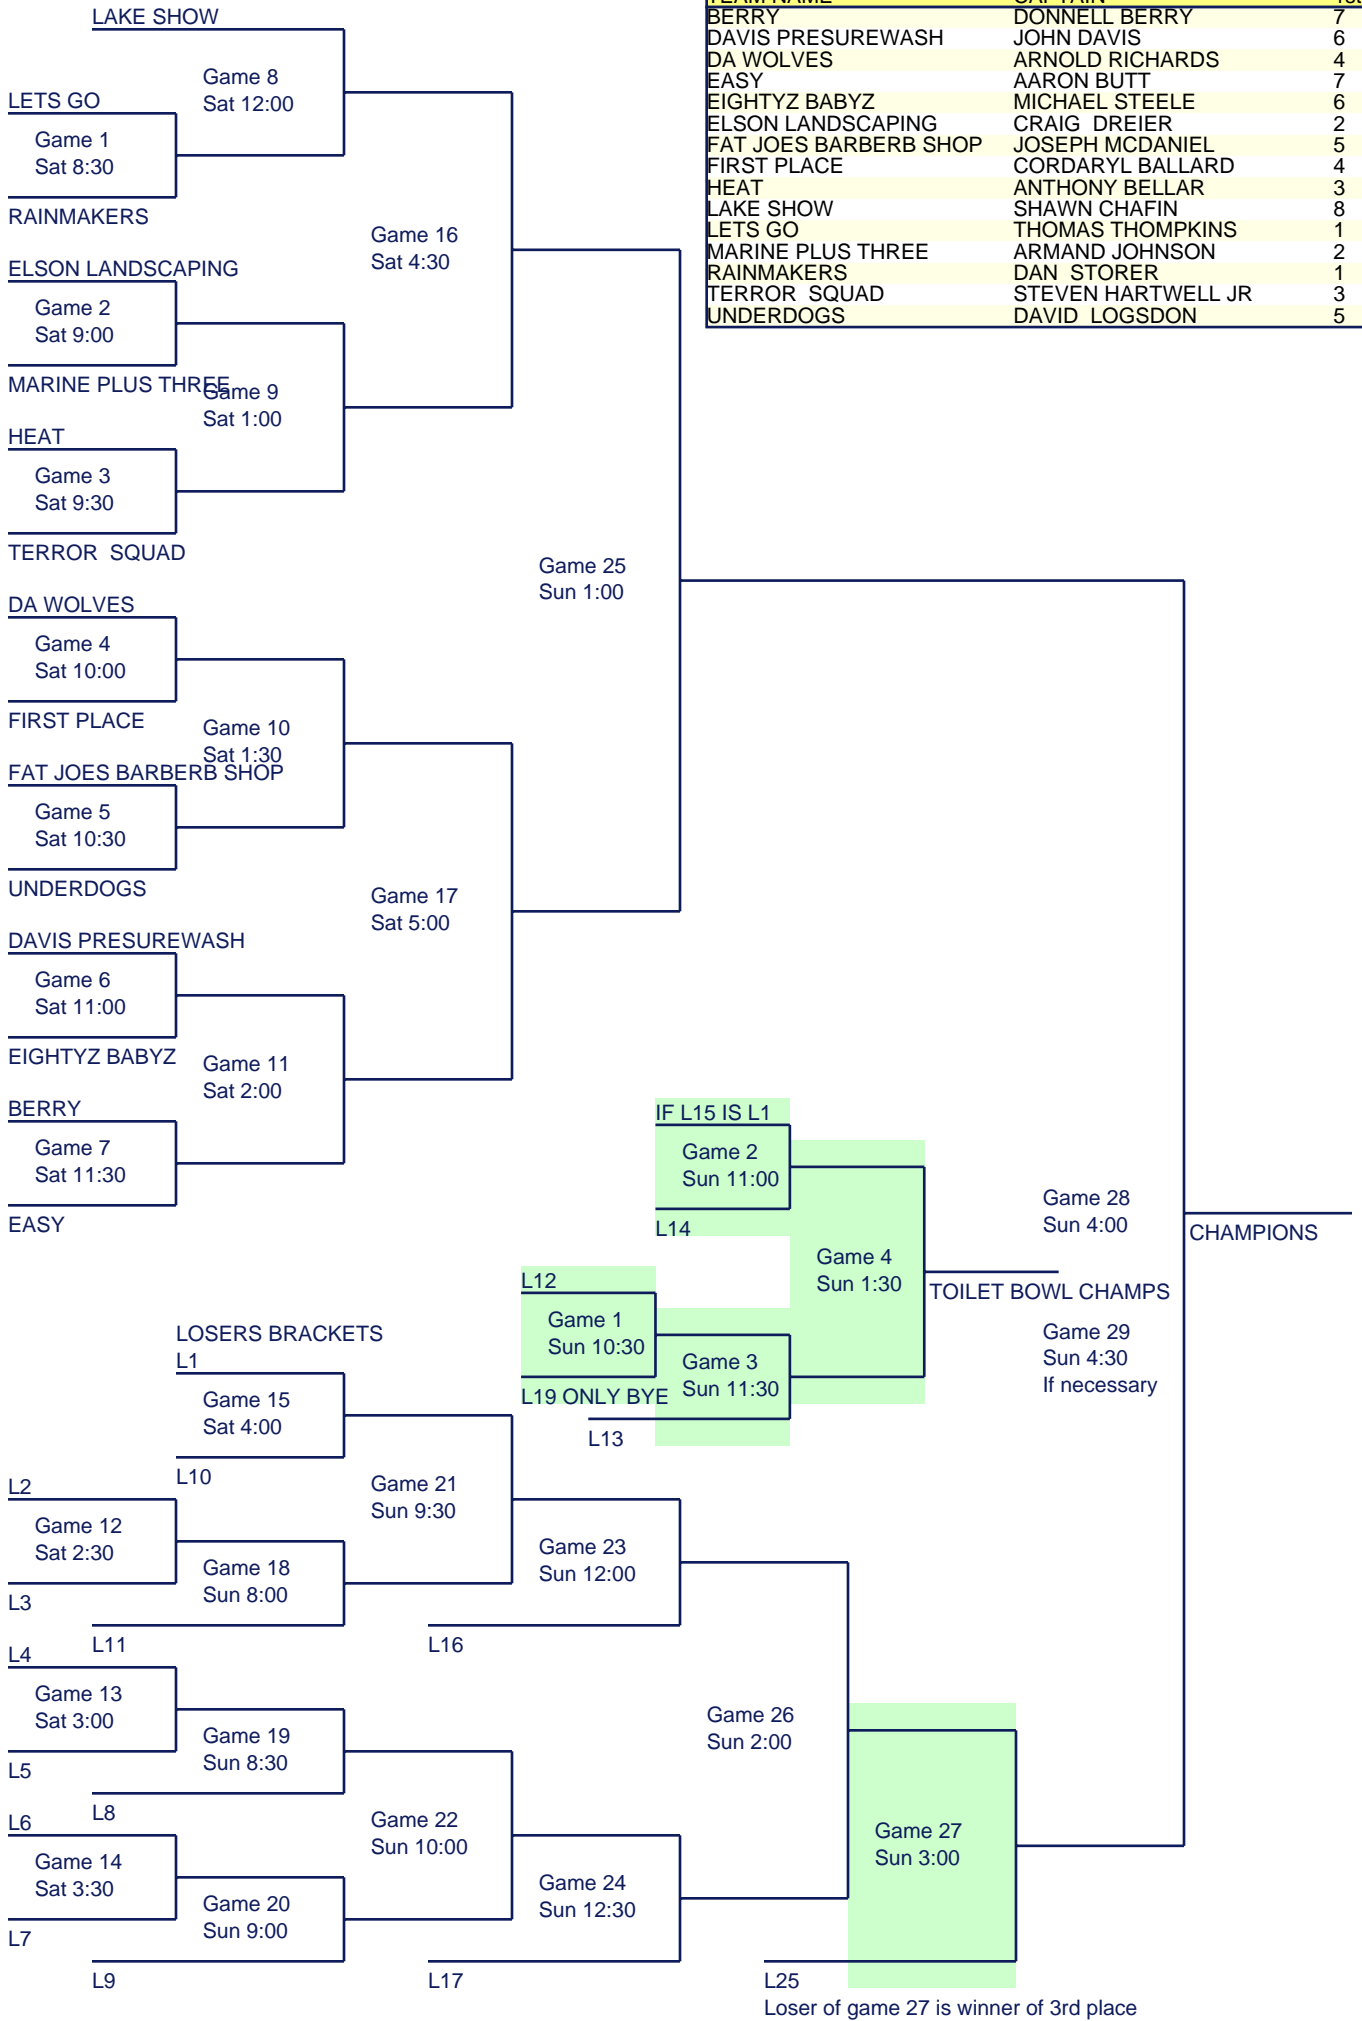 LAKE SHOW
Game 8
Sat 12:00
LETS GO
Game 1
Sat 8:30
RAINMAKERS
Game 16
Sat 4:30
ELSON LANDSCAPING
Game 2
Sat 9:00
MARINE PLUS THREE
Game 9
Sat 1:00
HEAT
Game 3
Sat 9:30
TERROR SQUAD
Game 25
Sun 1:00
DA WOLVES
Game 4
Sat 10:00
FIRST PLACE
Game 10
Sat 1:30
FAT JOES BARBERB SHOP
Game 5
Sat 10:30
UNDERDOGS
Game 17
Sat 5:00
DAVIS PRESUREWASH
Game 6
Sat 11:00
EIGHTYZ BABYZ
Game 11
Sat 2:00
BERRY
Game 7
Sat 11:30
EASY
TEAM NAME CAPTAIN
BERRY DONNELL BERRY 7
DAVIS PRESUREWASH JOHN DAVIS 6
DA WOLVES ARNOLD RICHARDS 4
EASY AARON BUTT 7
EIGHTYZ BABYZ MICHAEL STEELE 6
ELSON LANDSCAPING CRAIG DREIER 2
FAT JOES BARBERB SHOP JOSEPH MCDANIEL 5
FIRST PLACE CORDARYL BALLARD 4
HEAT ANTHONY BELLAR 3
LAKE SHOW SHAWN CHAFIN 8
LETS GO THOMAS THOMPKINS 1
MARINE PLUS THREE ARMAND JOHNSON 2
RAINMAKERS DAN STORER 1
TERROR SQUAD STEVEN HARTWELL JR 3
UNDERDOGS DAVID LOGSDON 5
IF L15 IS L1
Game 2
Sun 11:00
L14
Game 4
Sun 1:30
L12
Game 1
Sun 10:30
L19 ONLY BYE
Game 3
Sun 11:30
L13
TOILET BOWL CHAMPS
Game 28
Sun 4:00
CHAMPIONS
Game 29
Sun 4:30
If necessary
LOSERS BRACKETS
L1
Game 15
Sat 4:00
L10
Game 21
Sun 9:30
L2
Game 12
Sat 2:30
L3
Game 18
Sun 8:00
L11
Game 23
Sun 12:00
L16
L4
Game 13
Sat 3:00
L5
Game 19
Sun 8:30
L8
Game 26
Sun 2:00
L6
Game 14
Sat 3:30
L7
Game 22
Sun 10:00
Game 20
Sun 9:00
L9
Game 24
Sun 12:30
L17
Game 27
Sun 3:00
L25
Loser of game 27 is winner of 3rd place